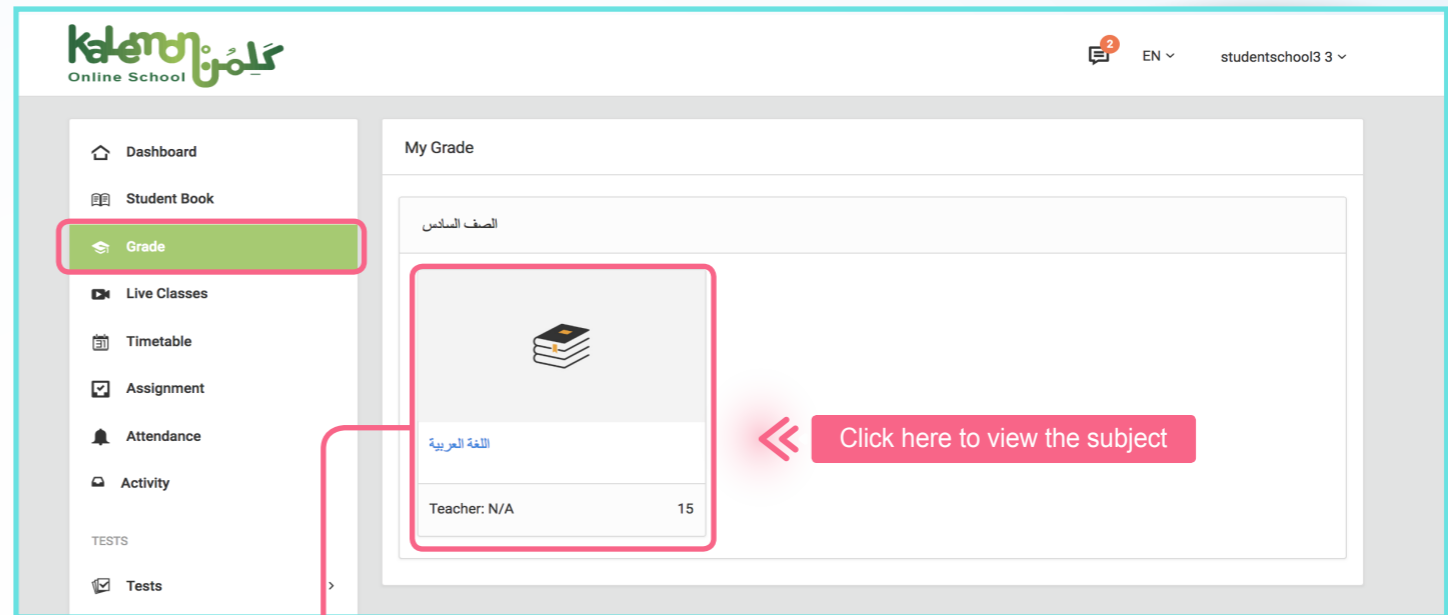 kalemon كَلِمُنْ
Online School
2
EN
studentschool3 3
Dashboard
Student Book
Grade
Live Classes
31
Timetable
Assignment
Attendance
Activity
TESTS
Tests
My Grade
الصف السادس
اللغة العربية
Teacher: N/A 15
Click here to view the subject